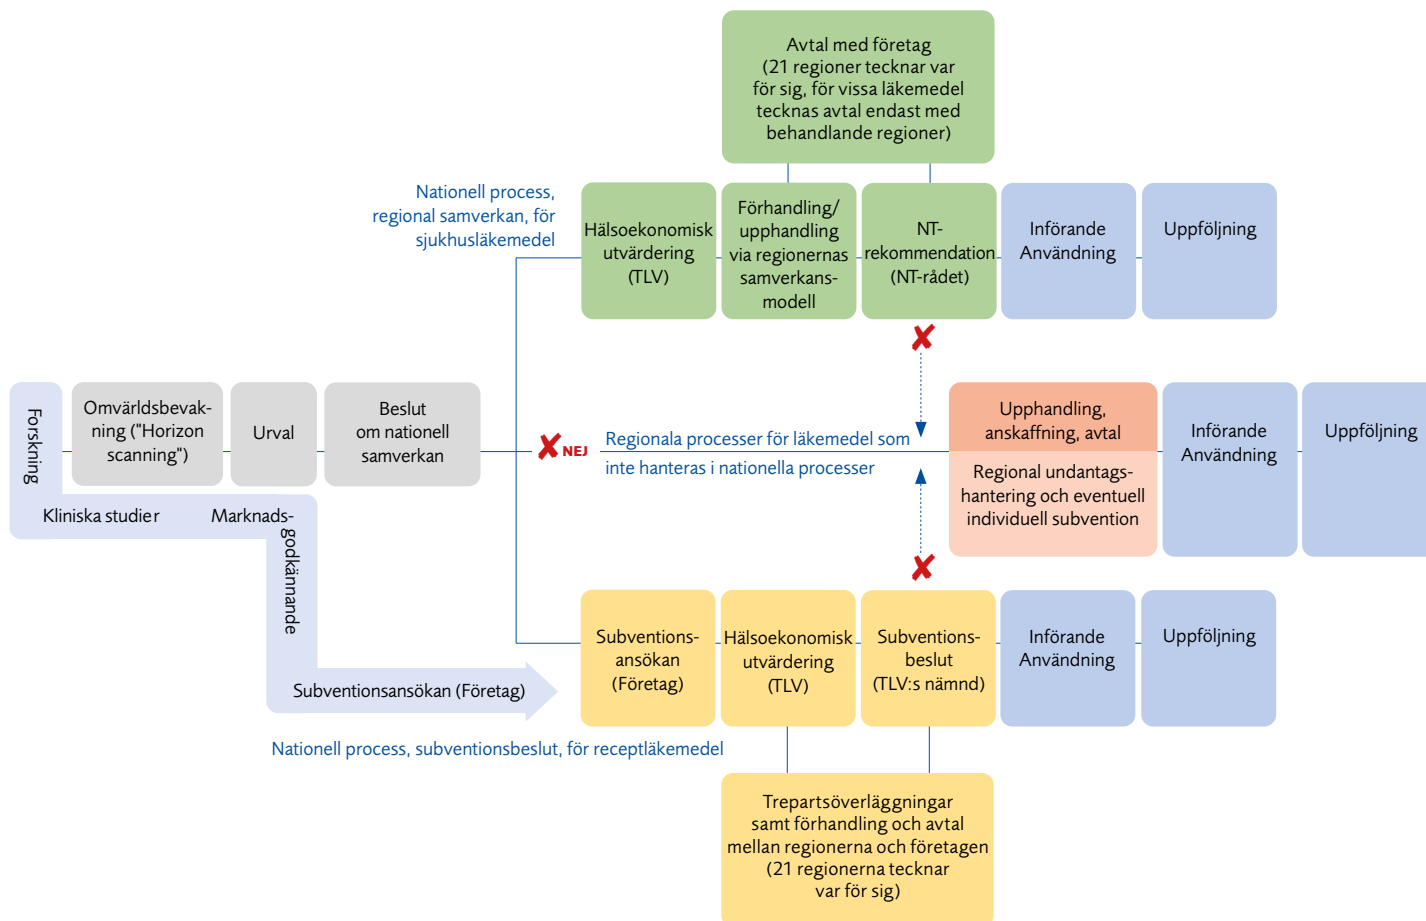 Avtal med företag
(21 regioner tecknar var
för sig, för vissa läkemedel
tecknas avtal endast med
behandlande regioner)
Nationell process,
regional samverkan, för
sjukhusläkemedel
Hälsoekonomisk
utvärdering
(TLV)
Förhandling/
upphandling
via regionernas
samverkans-
modell
NT-
rekommendation
(NT-rådet)
Införande
Användning
Uppföljning
Forskning
Omvärldsbevak-
ning ("Horizon
scanning")
Urval
Beslut
om nationell
samverkan
NEJ
Regionala processer för läkemedel som
inte hanteras i nationella processer
Upphandling,
anskaffning, avtal
Regional undantags-
hantering och eventuell
individuell subvention
Införande
Användning
Uppföljning
Kliniska studier
Marknads-
godkännande
Subventionsansökan (Företag)
Subventions-
ansökan
(Företag)
Hälsoekonomisk
utvärdering
(TLV)
Subventions-
beslut
(TLV:s nämnd)
Införande
Användning
Uppföljning
Nationell process, subventionsbeslut, för receptläkemedel
Trepartsöverläggningar
samt förhandling och avtal
mellan regionerna och företagen
(21 regionerna tecknar
var för sig)